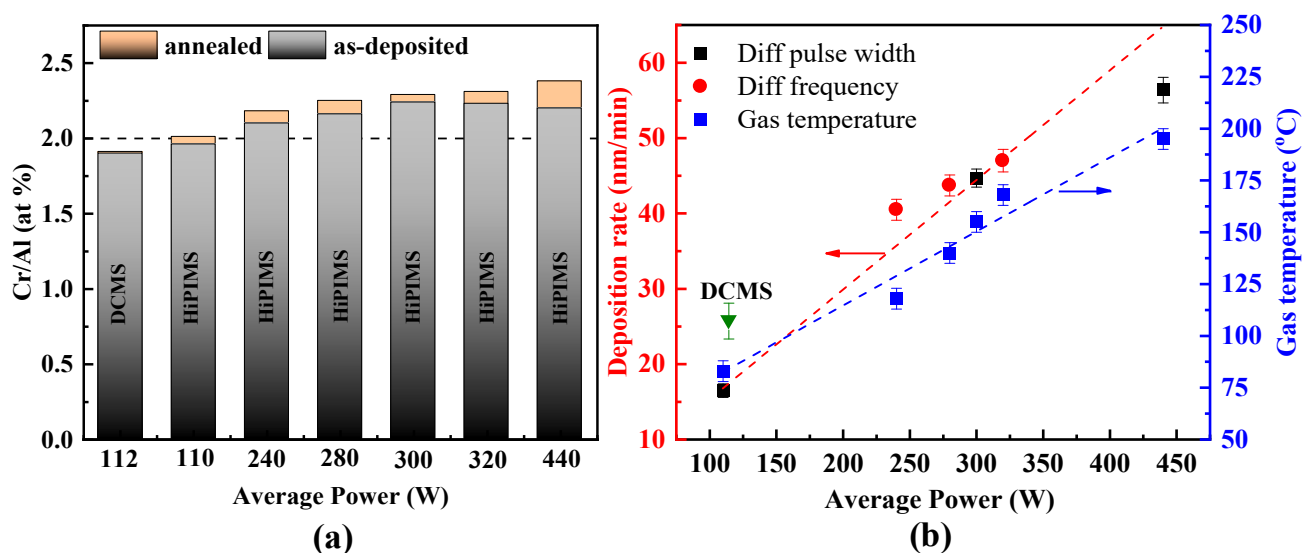 annealed as-deposited
Cr/Al (at %)
2.5
2.0
1.5
1.0
0.5
0.0
DCMS HiPIMS HiPIMS HiPIMS HiPIMS HiPIMS HiPIMS
112 110 240 280 300 320 440
Average Power (W)
(a)
Deposition rate (nm/min)
60
50
40
30
20
10
Diff pulse width
Diff frequency
Gas temperature
DCMS
250
225
200
175
150
125
100
75
50
Gas temperature (°C)
100 150 200 250 300 350 400 450
Average Power (W)
(b)